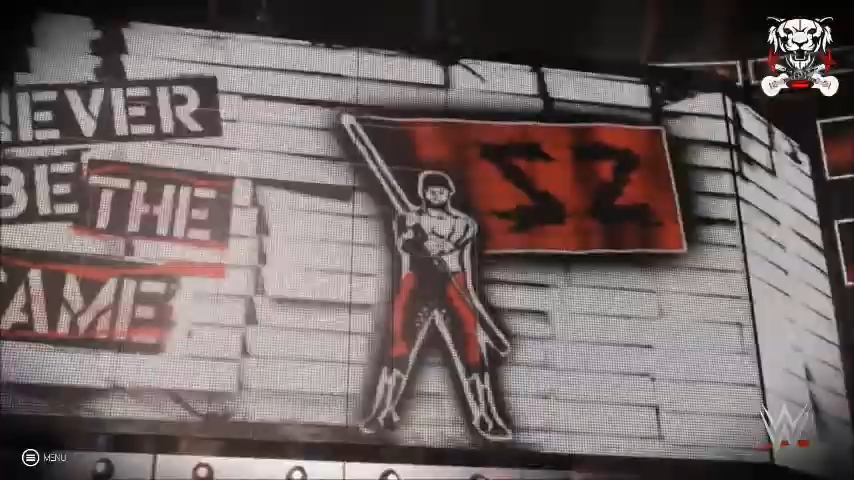 NEVER
BE THE
SAME
SZ
MENU
W